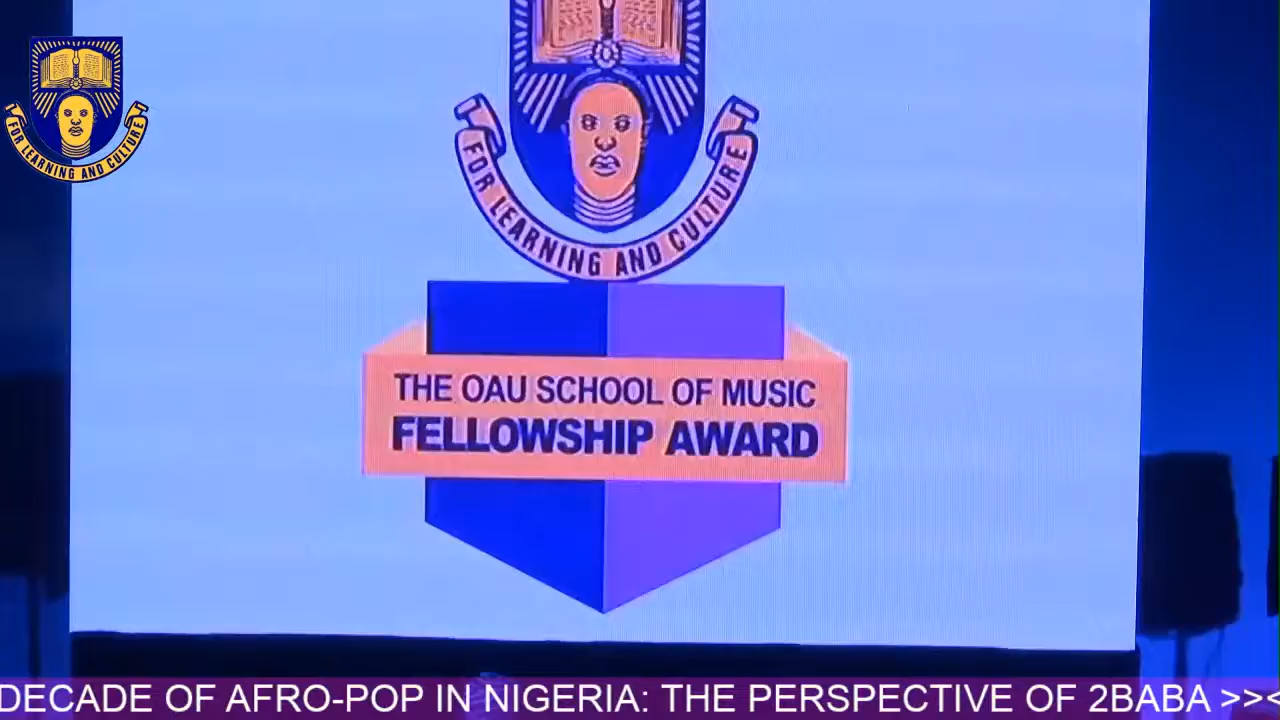 FOR LEARNING AND CULTURE
FOR LEARNING AND CULTURE
THE OAU SCHOOL OF MUSIC
FELLOWSHIP AWARD
DECADE OF AFRO-POP IN NIGERIA: THE PERSPECTIVE OF 2BABA >>